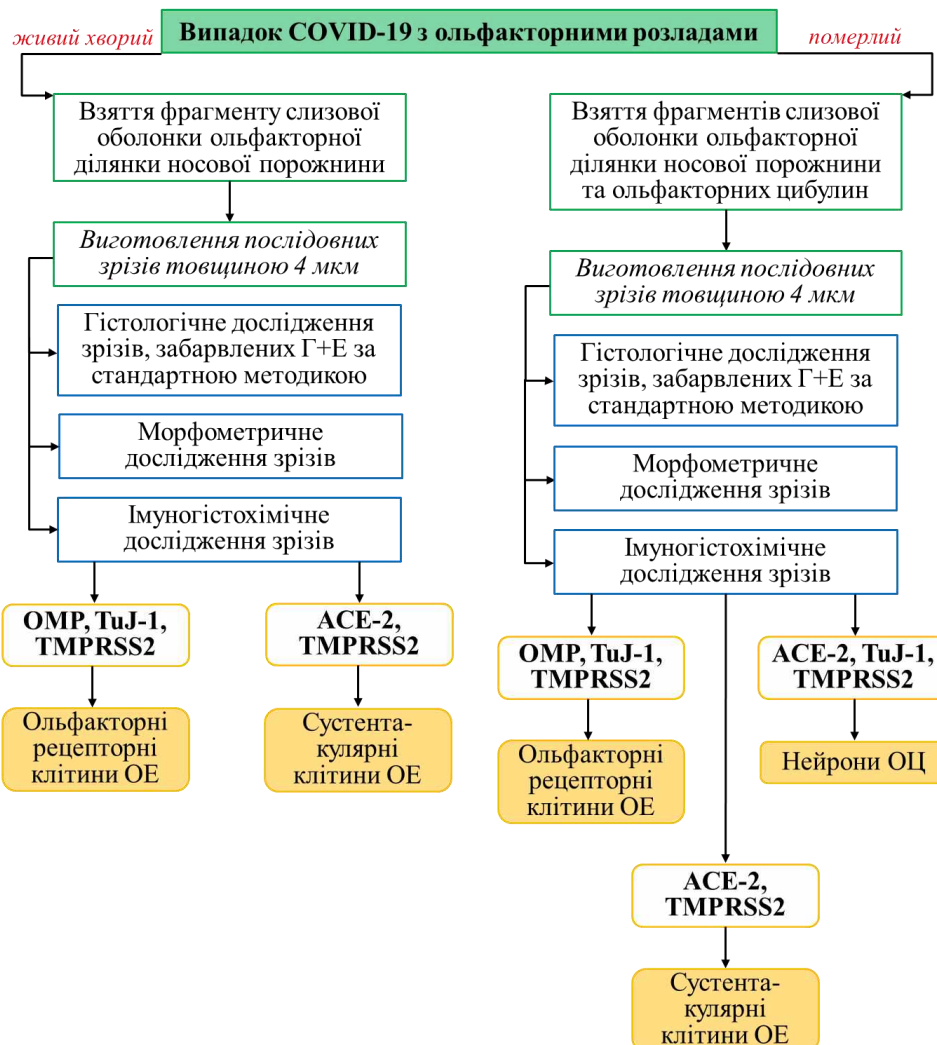 живий хворий
Випадок COVID-19 з ольфакторними розладами
померлий
Взяття фрагменту слизової
оболонки ольфакторної
ділянки носової порожнини
Виготовлення послідовних
зрізів товщиною 4 мкм
Гістологічне дослідження
зрізів, забарвлених Г+Е за
стандартною методикою
Морфометричне
дослідження зрізів
Імуногістохімічне
дослідження зрізів
OMP, TuJ-1,
TMPRSS2
ACE-2,
TMPRSS2
Ольфакторні
рецепторні
клітини ОЕ
Сустента-
кулярні
клітини ОЕ
Взяття фрагментів слизової
оболонки ольфакторної
ділянки носової порожнини
та ольфакторних цибулин
Виготовлення послідовних
зрізів товщиною 4 мкм
Гістологічне дослідження
зрізів, забарвлених Г+Е за
стандартною методикою
Морфометричне
дослідження зрізів
Імуногістохімічне
дослідження зрізів
OMP, TuJ-1,
TMPRSS2
ACE-2, TuJ-1,
TMPRSS2
Ольфакторні
рецепторні
клітини ОЕ
Нейрони ОЦ
ACE-2,
TMPRSS2
Сустента-
кулярні
клітини ОЕ